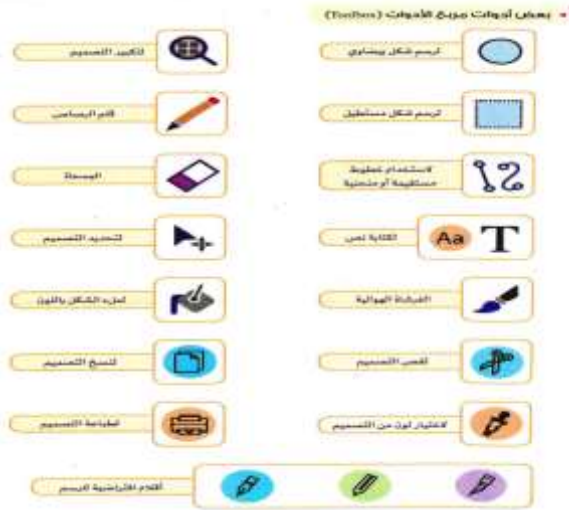 بعض أدوات مربع الأدوات (Toolbox)
لرسم شكل بيضاوي
لتكبير التصميم
لرسم شكل مستطيل
قلم الرصاص
لاستخدام خطوط
مستقيمة أو منحنية
الممحاة
Aa T
لكتابة نص
لتحديد التصميم
الفرشاة الهوائية
لملء الشكل باللون
لقص التصميم
لنسخ التصميم
لاختيار لون من التصميم
لطباعة التصميم
أقلام افتراضية للرسم